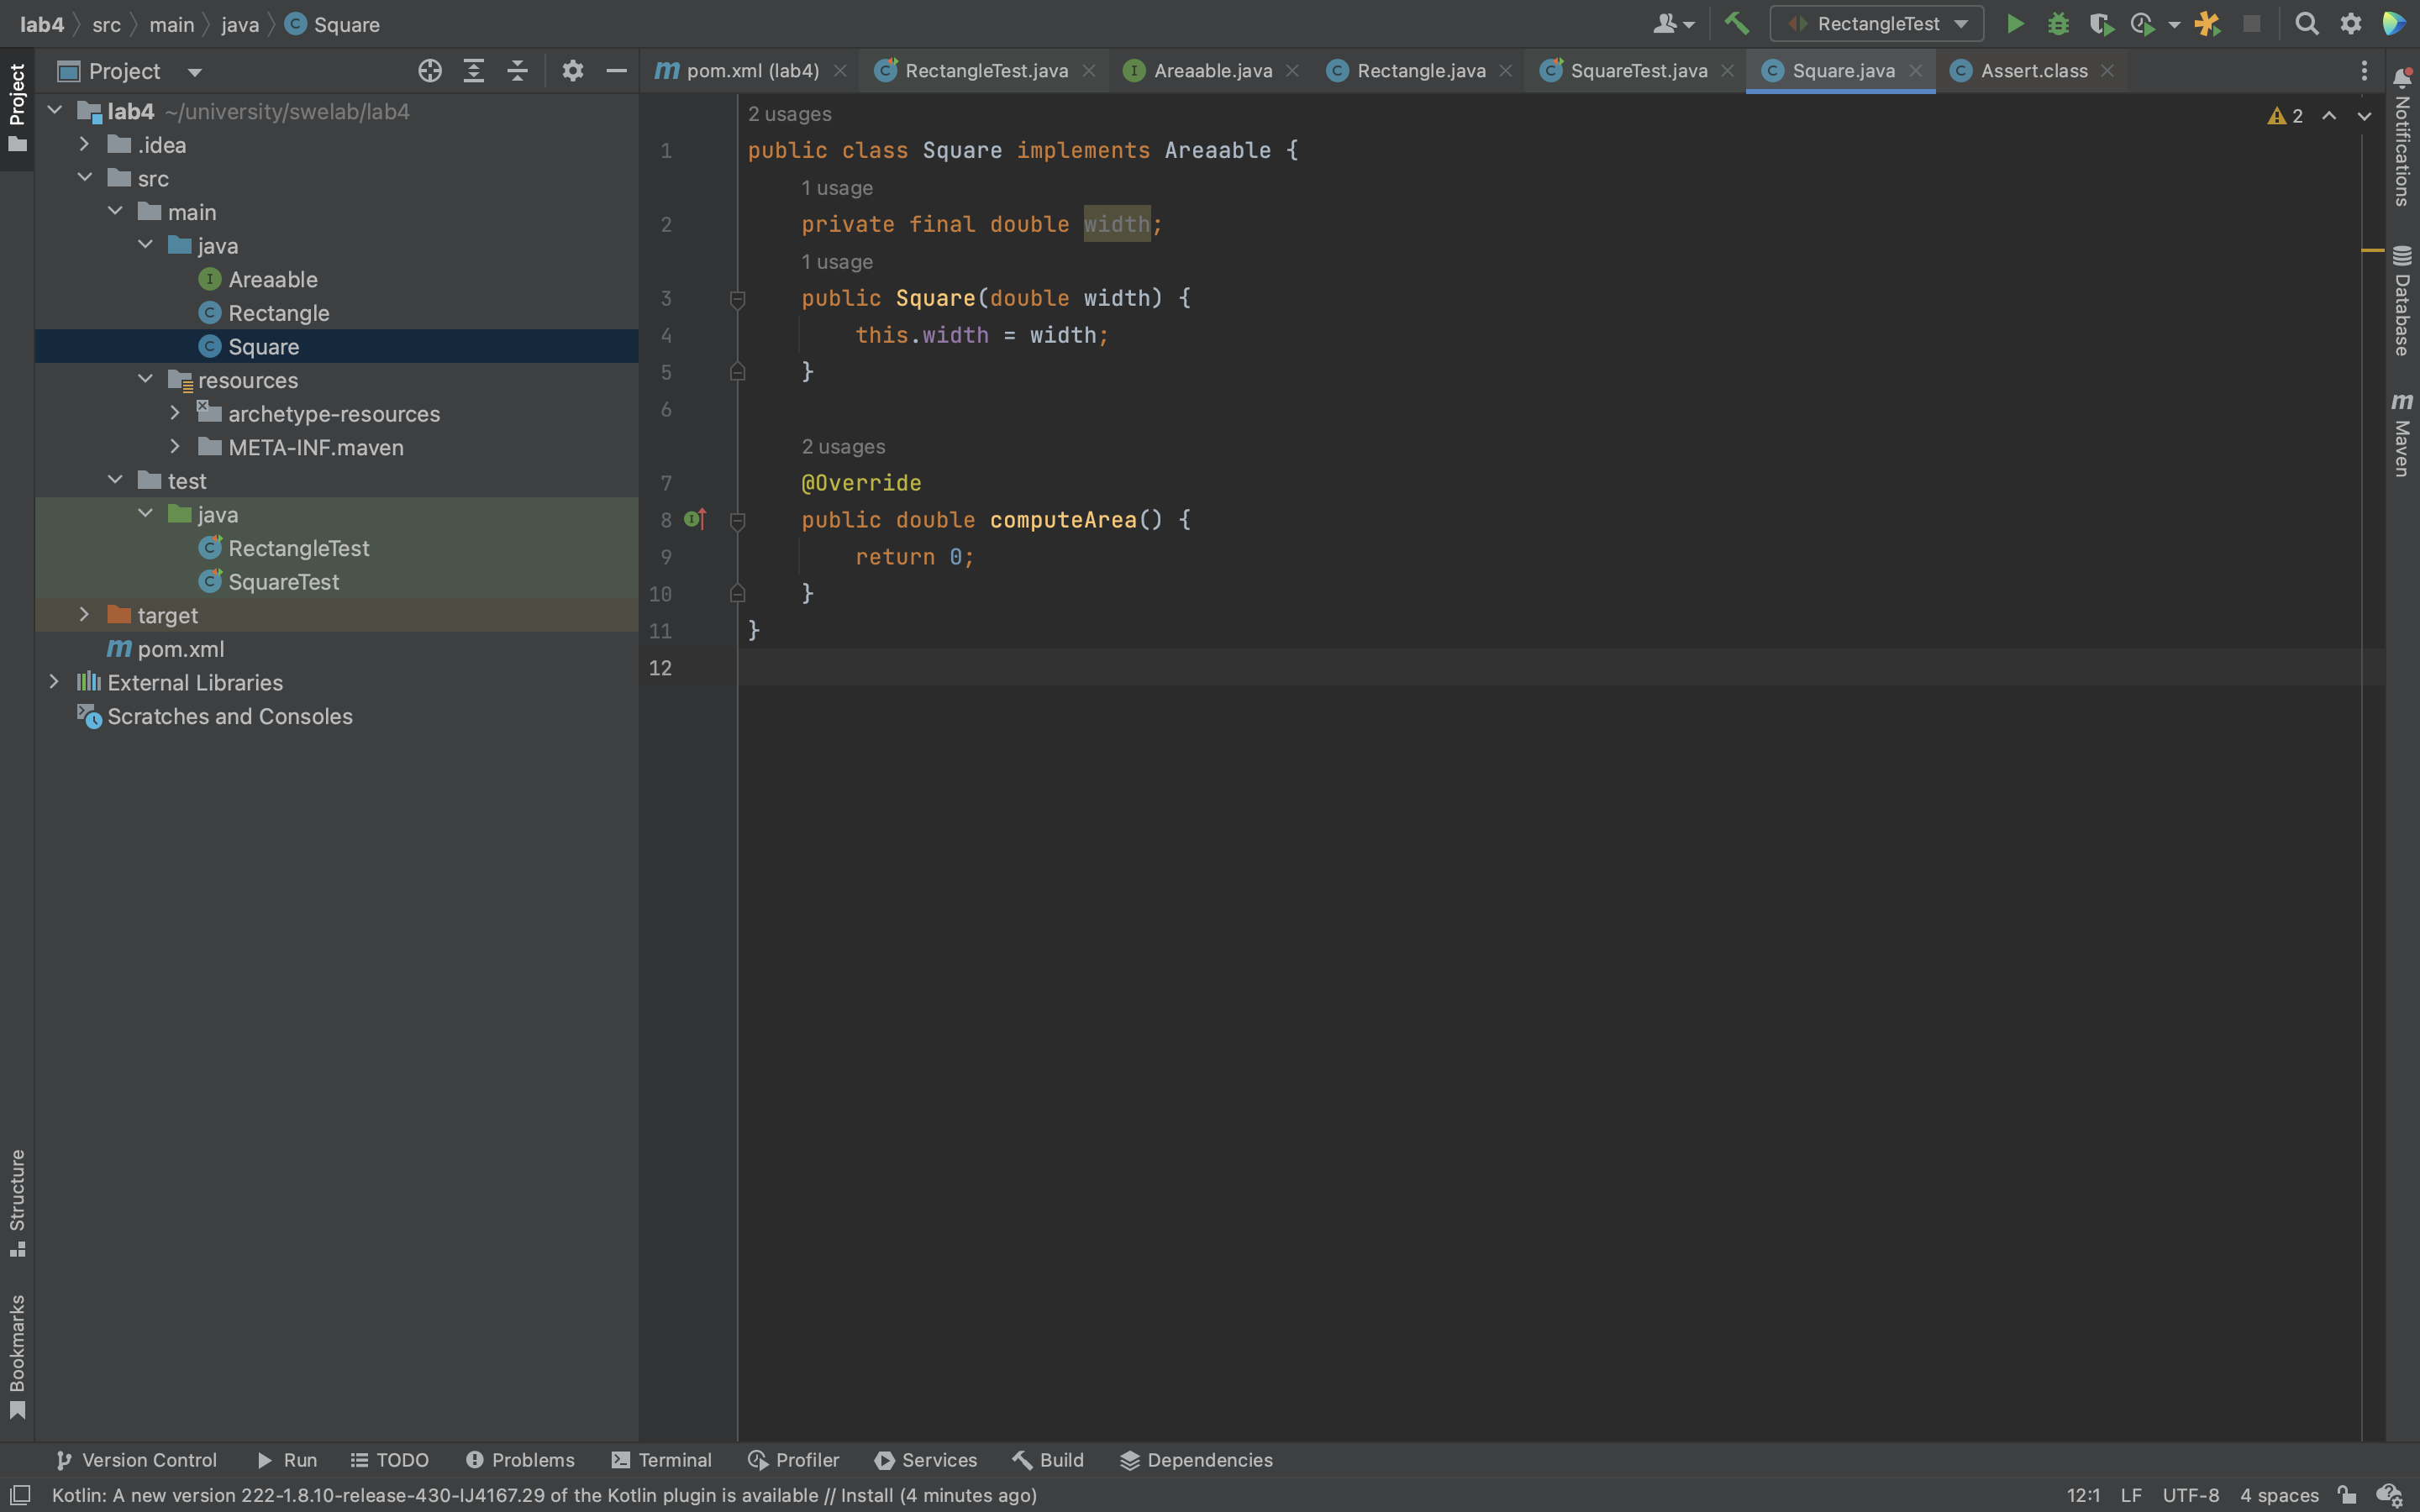 lab4 src main java Square RectangleTest
Project
pom.xml (lab4) RectangleTest.java Areaable.java Rectangle.java SquareTest.java Square.java Assert.class
Project
lab4 ~/university/swelab/lab4
.idea
src
main
java
Areaable
Rectangle
Square
resources
archetype-resources
META-INF.maven
test
java
RectangleTest
SquareTest
target
pom.xml
External Libraries
Scratches and Consoles
2 usages
2
1 public class Square implements Areaable {
1 usage
2 private final double width;
1 usage
3 public Square(double width) {
4 this.width = width;
5 }
6
2 usages
7 @Override
8 public double computeArea() {
9 return 0;
10 }
11 }
12
Notifications
Database
Maven
Structure
Bookmarks
Version Control Run TODO Problems Terminal Profiler Services Build Dependencies
Kotlin: A new version 222-1.8.10-release-430-IJ4167.29 of the Kotlin plugin is available // Install (4 minutes ago) 12:1 LF UTF-8 4 spaces